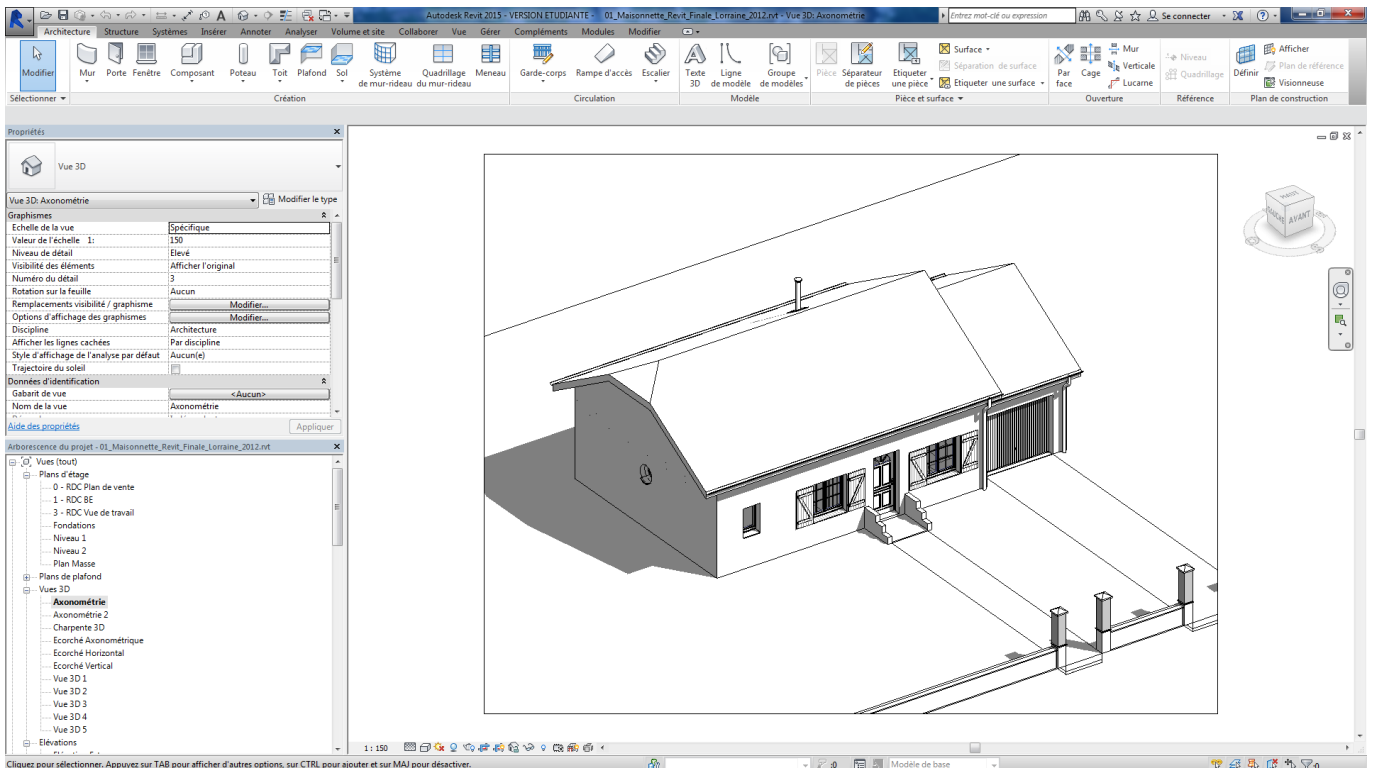 Autodesk Revit 2015 - VERSION ETUDIANTE - 01_Maisonnette_Revit_Finale_Lorraine_2012.rvt - Vue 3D: Axonométrie
Entrez mot-clé ou expression
Se connecter
Architecture Structure Systèmes Insérer Annoter Analyser Volume et site Collaborer Vue Gérer Compléments Modules Modifier
Modifier
Mur Porte Fenêtre Composant Poteau Toit Plafond Sol
Système de mur-rideau
Quadrillage du mur-rideau
Meneau
Garde-corps Rampe d'accès Escalier
Texte 3D
Ligne de modèle
Groupe de modèles
Pièce
Séparateur de pièces
Etiqueter une pièce
Surface
Séparation de surface
Etiqueter une surface
Par face
Cage
Mur
Verticale
Lucarne
Niveau
Quadrillage
Définir
Afficher
Plan de référence
Visionneuse
Sélectionner Création Circulation Modèle Pièce et surface Ouverture Référence Plan de construction
Propriétés
Vue 3D
Vue 3D: Axonométrie Modifier le type
Graphismes
Echelle de la vue Spécifique
Valeur de l'échelle 1: 150
Niveau de détail Elevé
Visibilité des éléments Afficher l'original
Numéro du détail 3
Rotation sur la feuille Aucun
Remplacements visibilité / graphisme Modifier...
Options d'affichage des graphismes Modifier...
Discipline Architecture
Afficher les lignes cachées Par discipline
Style d'affichage de l'analyse par défaut Aucun(e)
Trajectoire du soleil
Données d'identification
Gabarit de vue <Aucun>
Nom de la vue Axonométrie
Aide des propriétés Appliquer
Arborescence du projet - 01_Maisonnette_Revit_Finale_Lorraine_2012.rvt
Vues (tout)
Plans d'étage
0 - RDC Plan de vente
1 - RDC BE
3 - RDC Vue de travail
Fondations
Niveau 1
Niveau 2
Plan Masse
Plans de plafond
Vues 3D
Axonométrie
Axonométrie 2
Charpente 3D
Ecorché Axonométrique
Ecorché Horizontal
Ecorché Vertical
Vue 3D 1
Vue 3D 2
Vue 3D 3
Vue 3D 4
Vue 3D 5
Elévations
HAUT
GAUCHE
AVANT
1 : 150
Cliquez pour sélectionner. Appuyez sur TAB pour afficher d'autres options, sur CTRL pour ajouter et sur MAJ pour désactiver.
:0
Modèle de base
:0